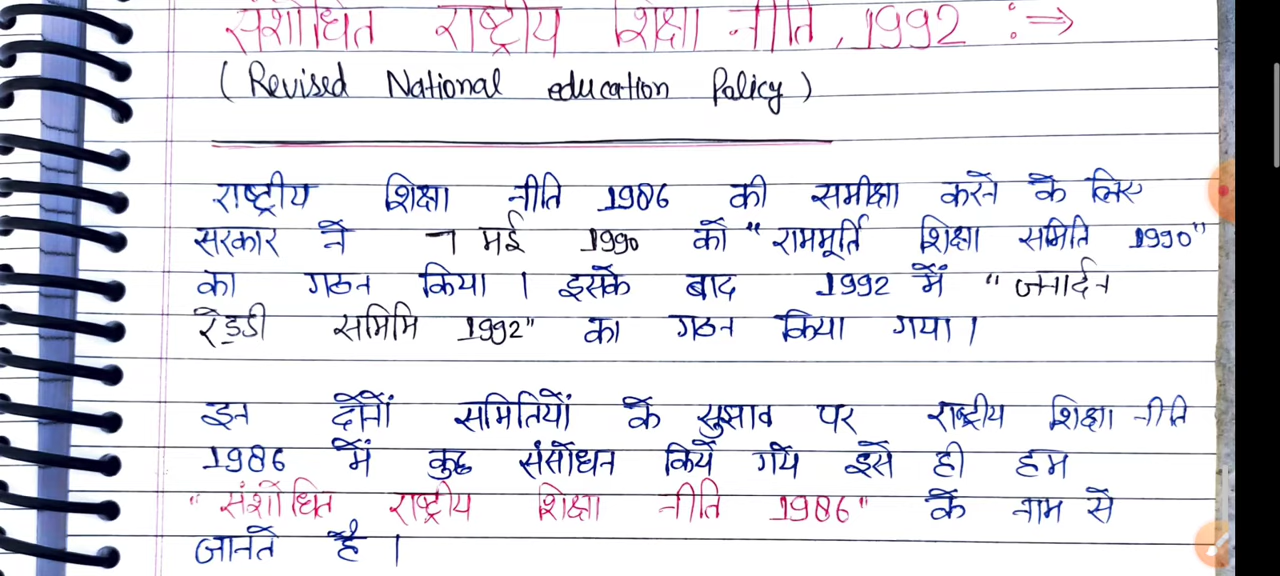 संशोधित राष्ट्रीय शिक्षा नीति, 1992 :⇒
( Revised National education Policy )
राष्ट्रीय शिक्षा नीति 1986 की समीक्षा करने के लिए
सरकार ने 7 मई 1990 को "राममूर्ति शिक्षा समिति 1990"
का गठन किया । इसके बाद 1992 में "जनार्दन
रेड्डी समिमि 1992" का गठन किया गया ।
इन दोनों समितियों के सुझाव पर राष्ट्रीय शिक्षा नीति
1986 में कुछ संसोधन किये गये इसे ही हम
"संशोधित राष्ट्रीय शिक्षा नीति 1986" के नाम से
जानते है ।